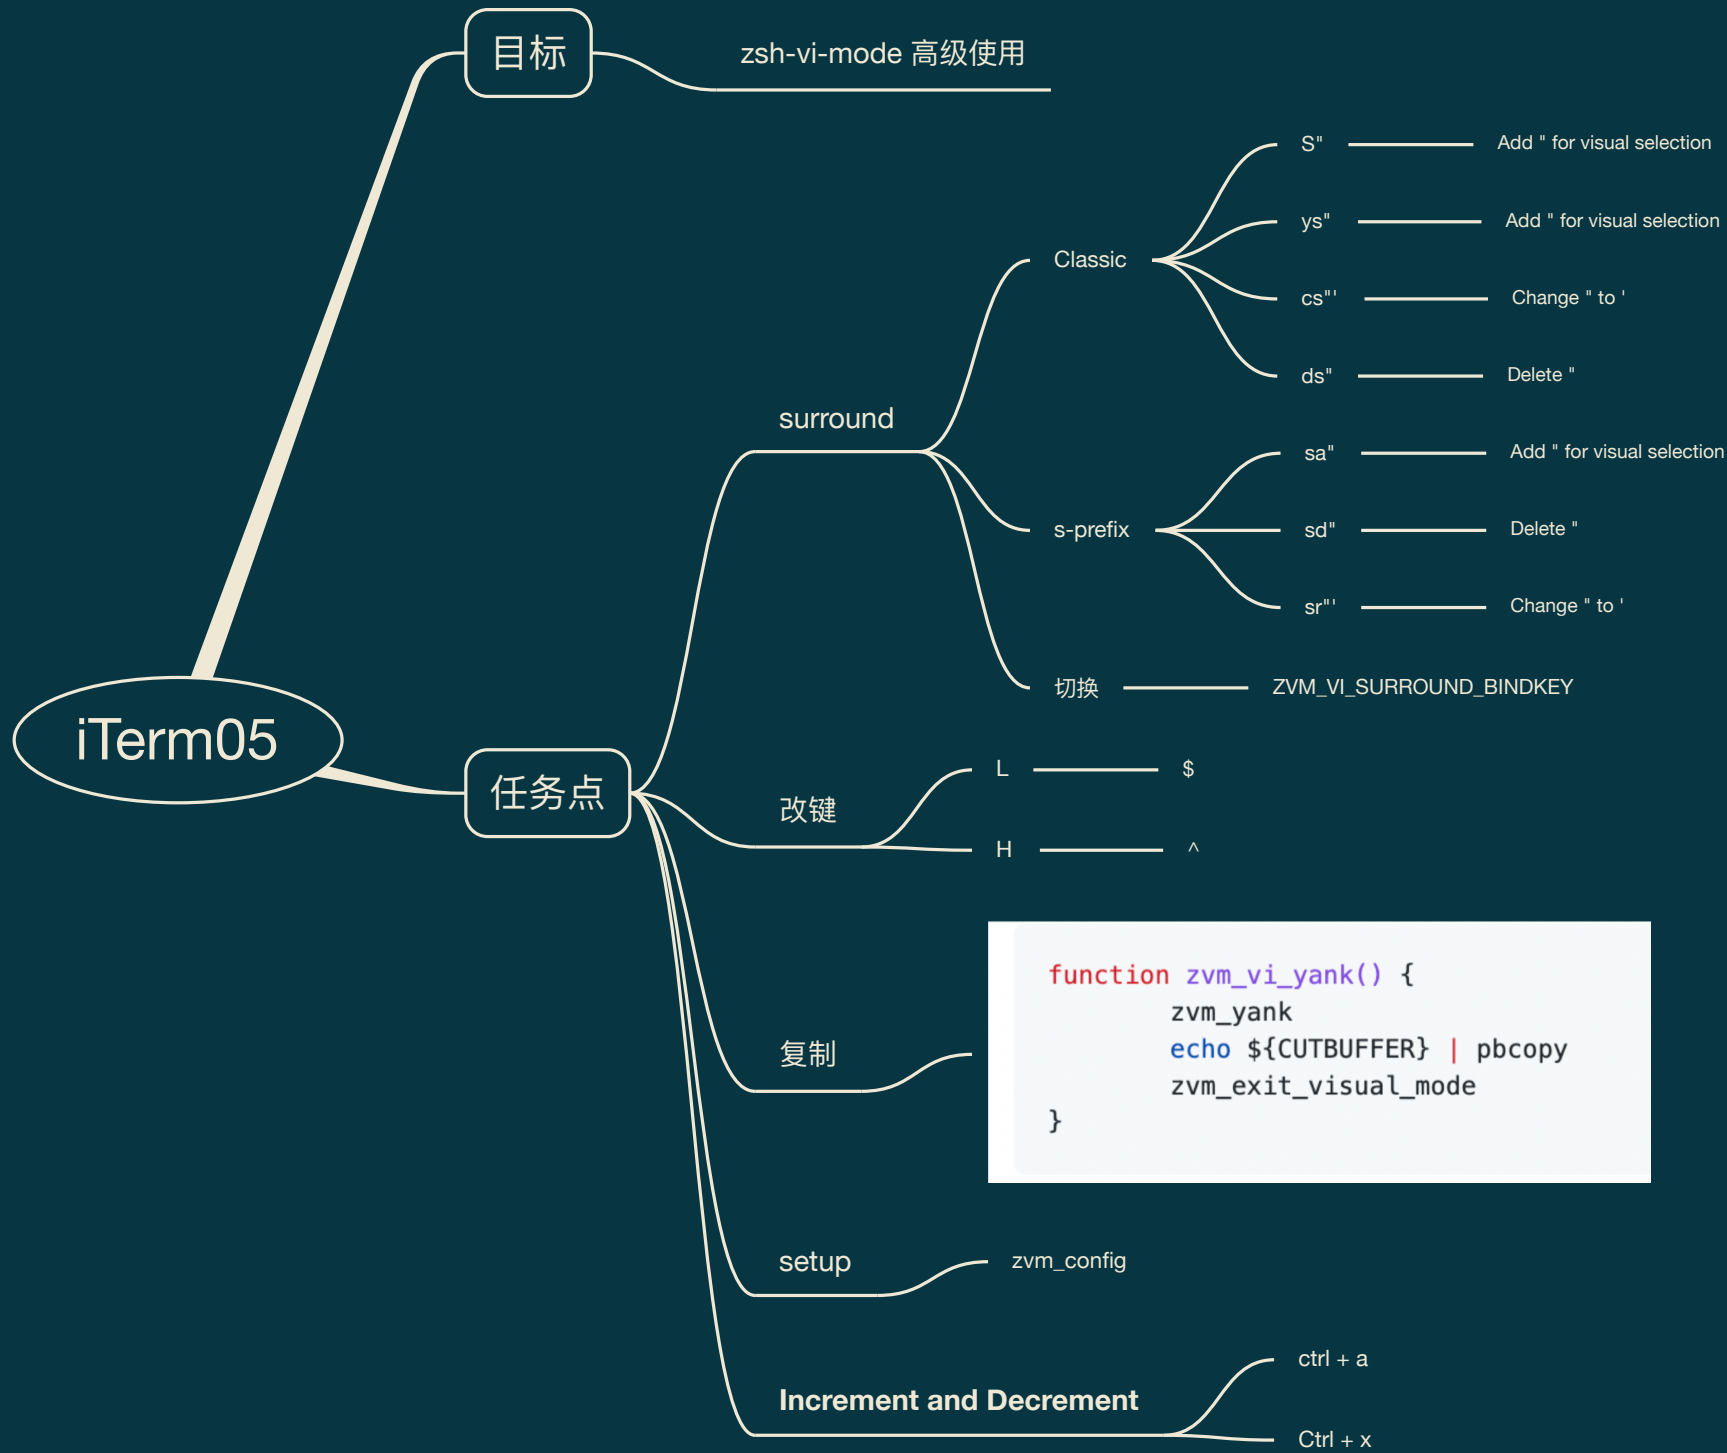 目标
zsh-vi-mode 高级使用
S"
Add " for visual selection
ys"
Add " for visual selection
Classic
cs"'
Change " to '
ds"
Delete "
surround
sa"
Add " for visual selection
s-prefix
sd"
Delete "
sr"'
Change " to '
切换
ZVM_VI_SURROUND_BINDKEY
iTerm05
任务点
L
$
改键
H
^
function zvm_vi_yank() {
zvm_yank
echo ${CUTBUFFER} | pbcopy
zvm_exit_visual_mode
}
复制
setup
zvm_config
ctrl + a
Increment and Decrement
Ctrl + x